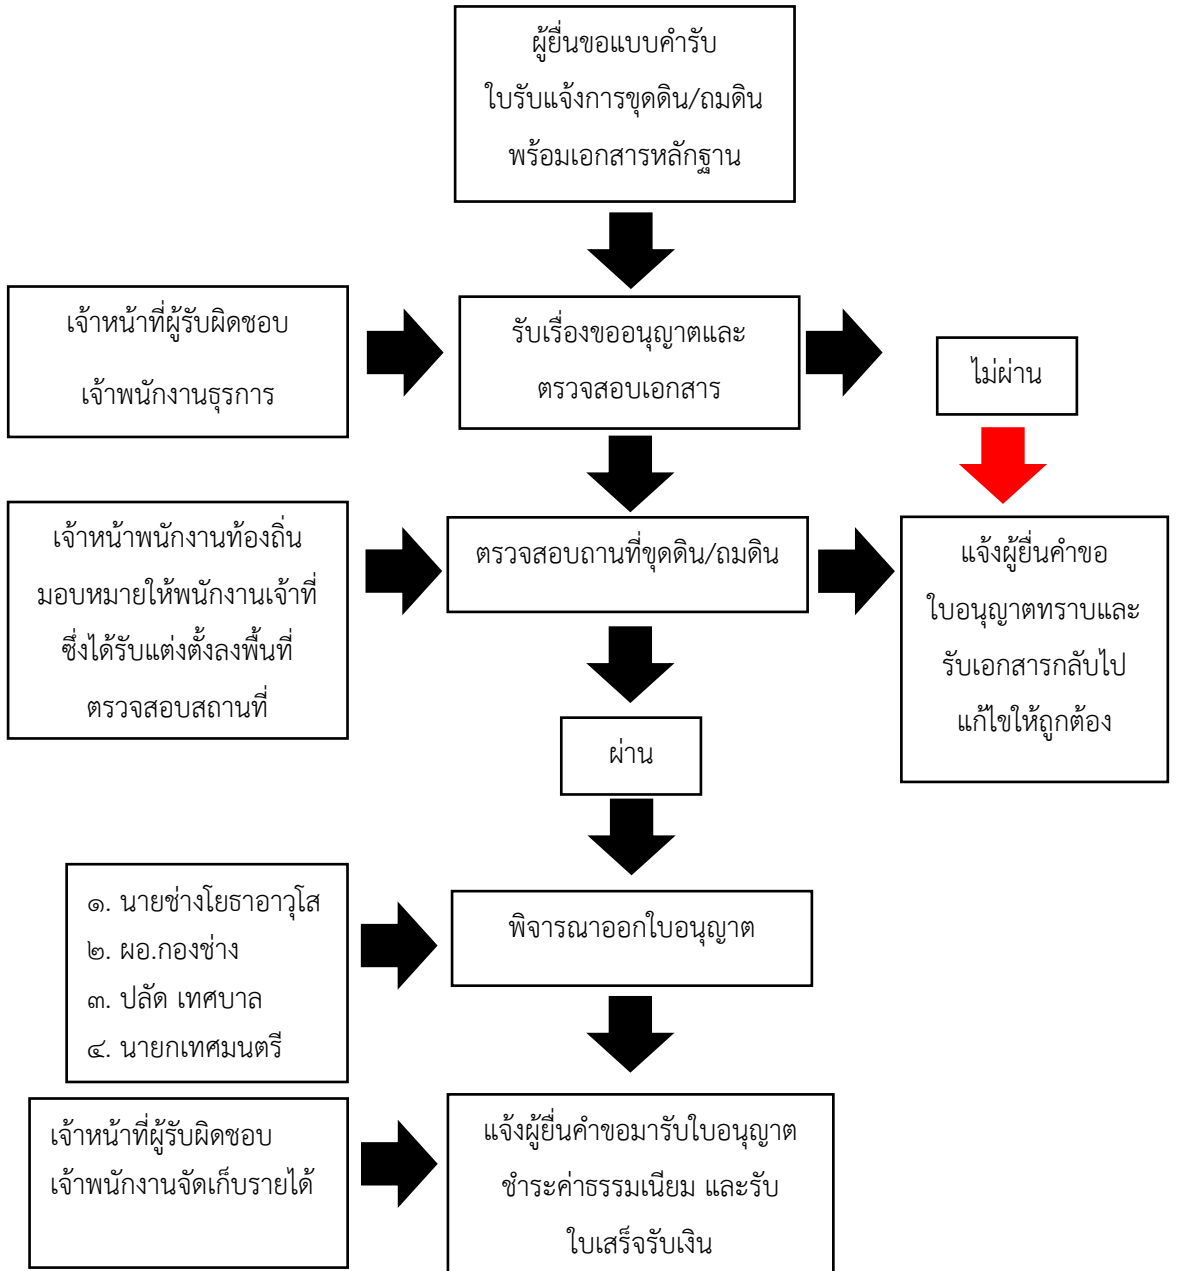 ผู้ยื่นขอแบบคำรับ
ใบรับแจ้งการขุดดิน/ถมดิน
พร้อมเอกสารหลักฐาน
เจ้าหน้าที่ผู้รับผิดชอบ
เจ้าพนักงานธุรการ
รับเรื่องขออนุญาตและ
ตรวจสอบเอกสาร
ไม่ผ่าน
เจ้าหน้าพนักงานท้องถิ่น
มอบหมายให้พนักงานเจ้าที่
ซึ่งได้รับแต่งตั้งลงพื้นที่
ตรวจสอบสถานที่
ตรวจสอบถานที่ขุดดิน/ถมดิน
แจ้งผู้ยื่นคำขอ
ใบอนุญาตทราบและ
รับเอกสารกลับไป
แก้ไขให้ถูกต้อง
ผ่าน
๑. นายช่างโยธาอาวุโส
๒. ผอ.กองช่าง
๓. ปลัด เทศบาล
๔. นายกเทศมนตรี
พิจารณาออกใบอนุญาต
เจ้าหน้าที่ผู้รับผิดชอบ
เจ้าพนักงานจัดเก็บรายได้
แจ้งผู้ยื่นคำขอมารับใบอนุญาต
ชำระค่าธรรมเนียม และรับ
ใบเสร็จรับเงิน